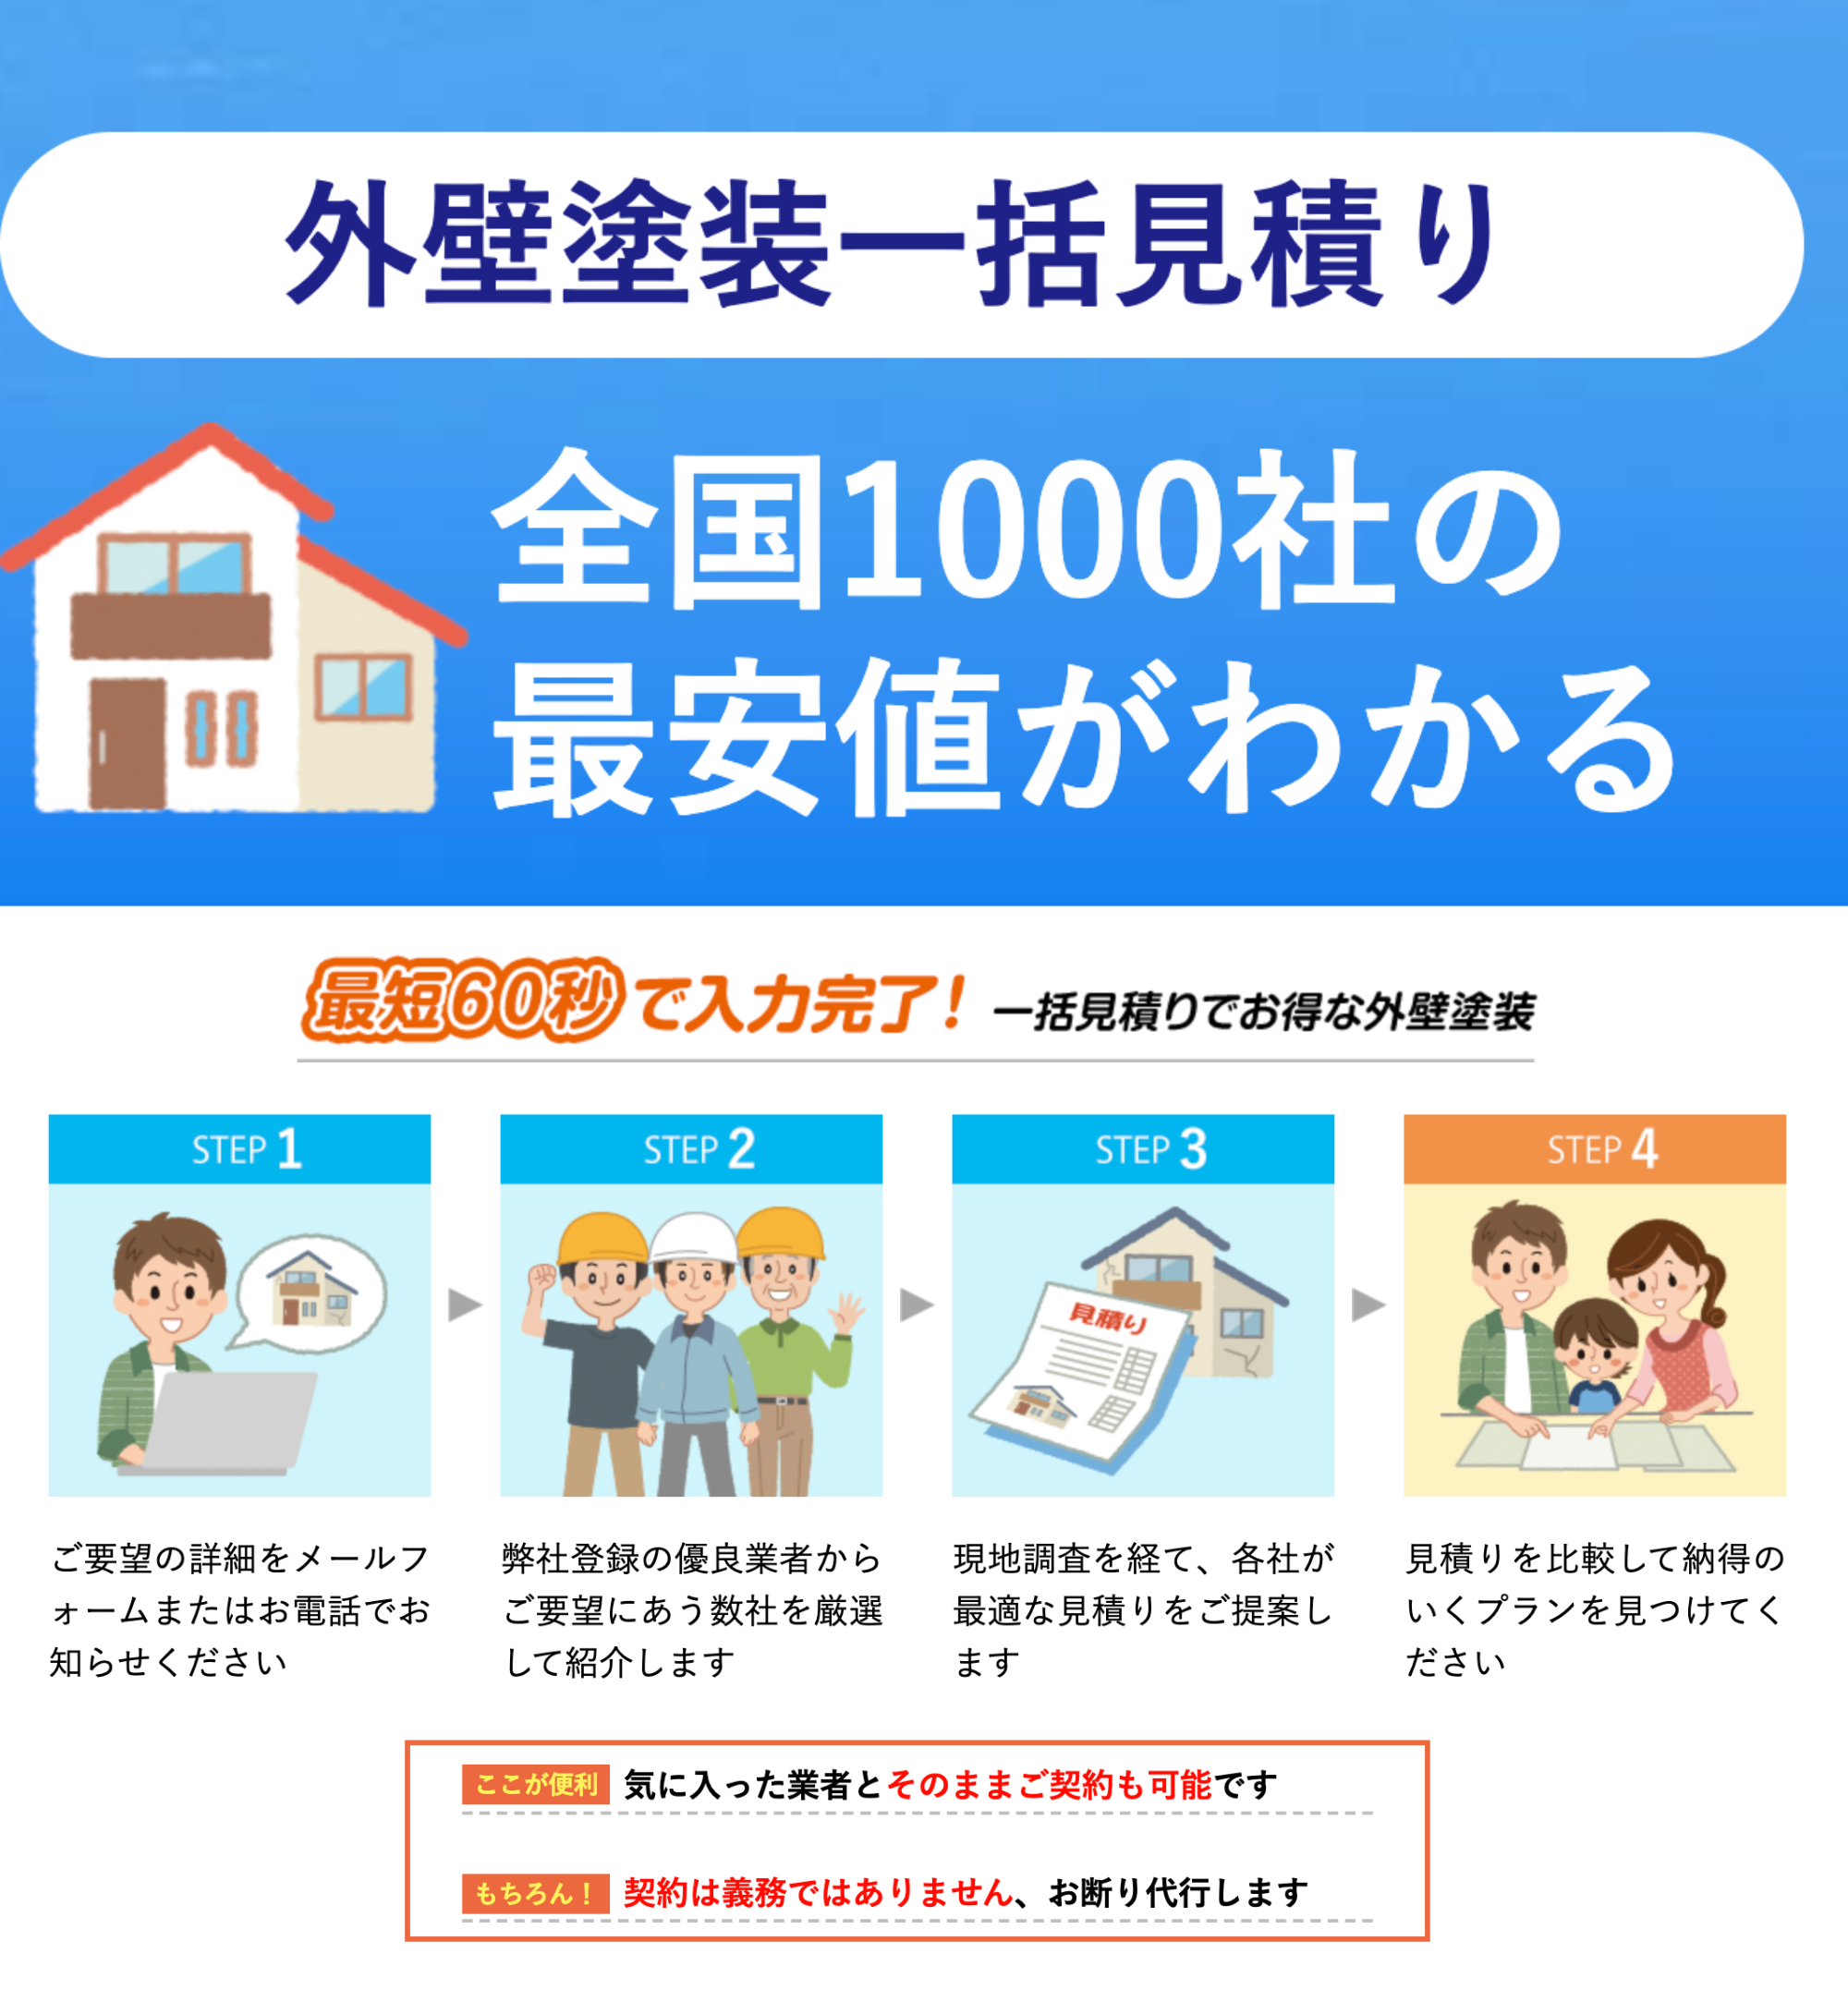 外壁塗装一括見積り
全国1000社の
最安値がわかる
最短60秒で入力完了！ 一括見積りでお得な外壁塗装
STEP 1
ご要望の詳細をメールフ
ォームまたはお電話でお
知らせください
STEP 2
弊社登録の優良業者から
ご要望にあう数社を厳選
して紹介します
STEP 3
見積り
現地調査を経て、各社が
最適な見積りをご提案し
ます
STEP 4
見積りを比較して納得の
いくプランを見つけてく
ださい
ここが便利 気に入った業者とそのままご契約も可能です
もちろん！ 契約は義務ではありません、お断り代行します